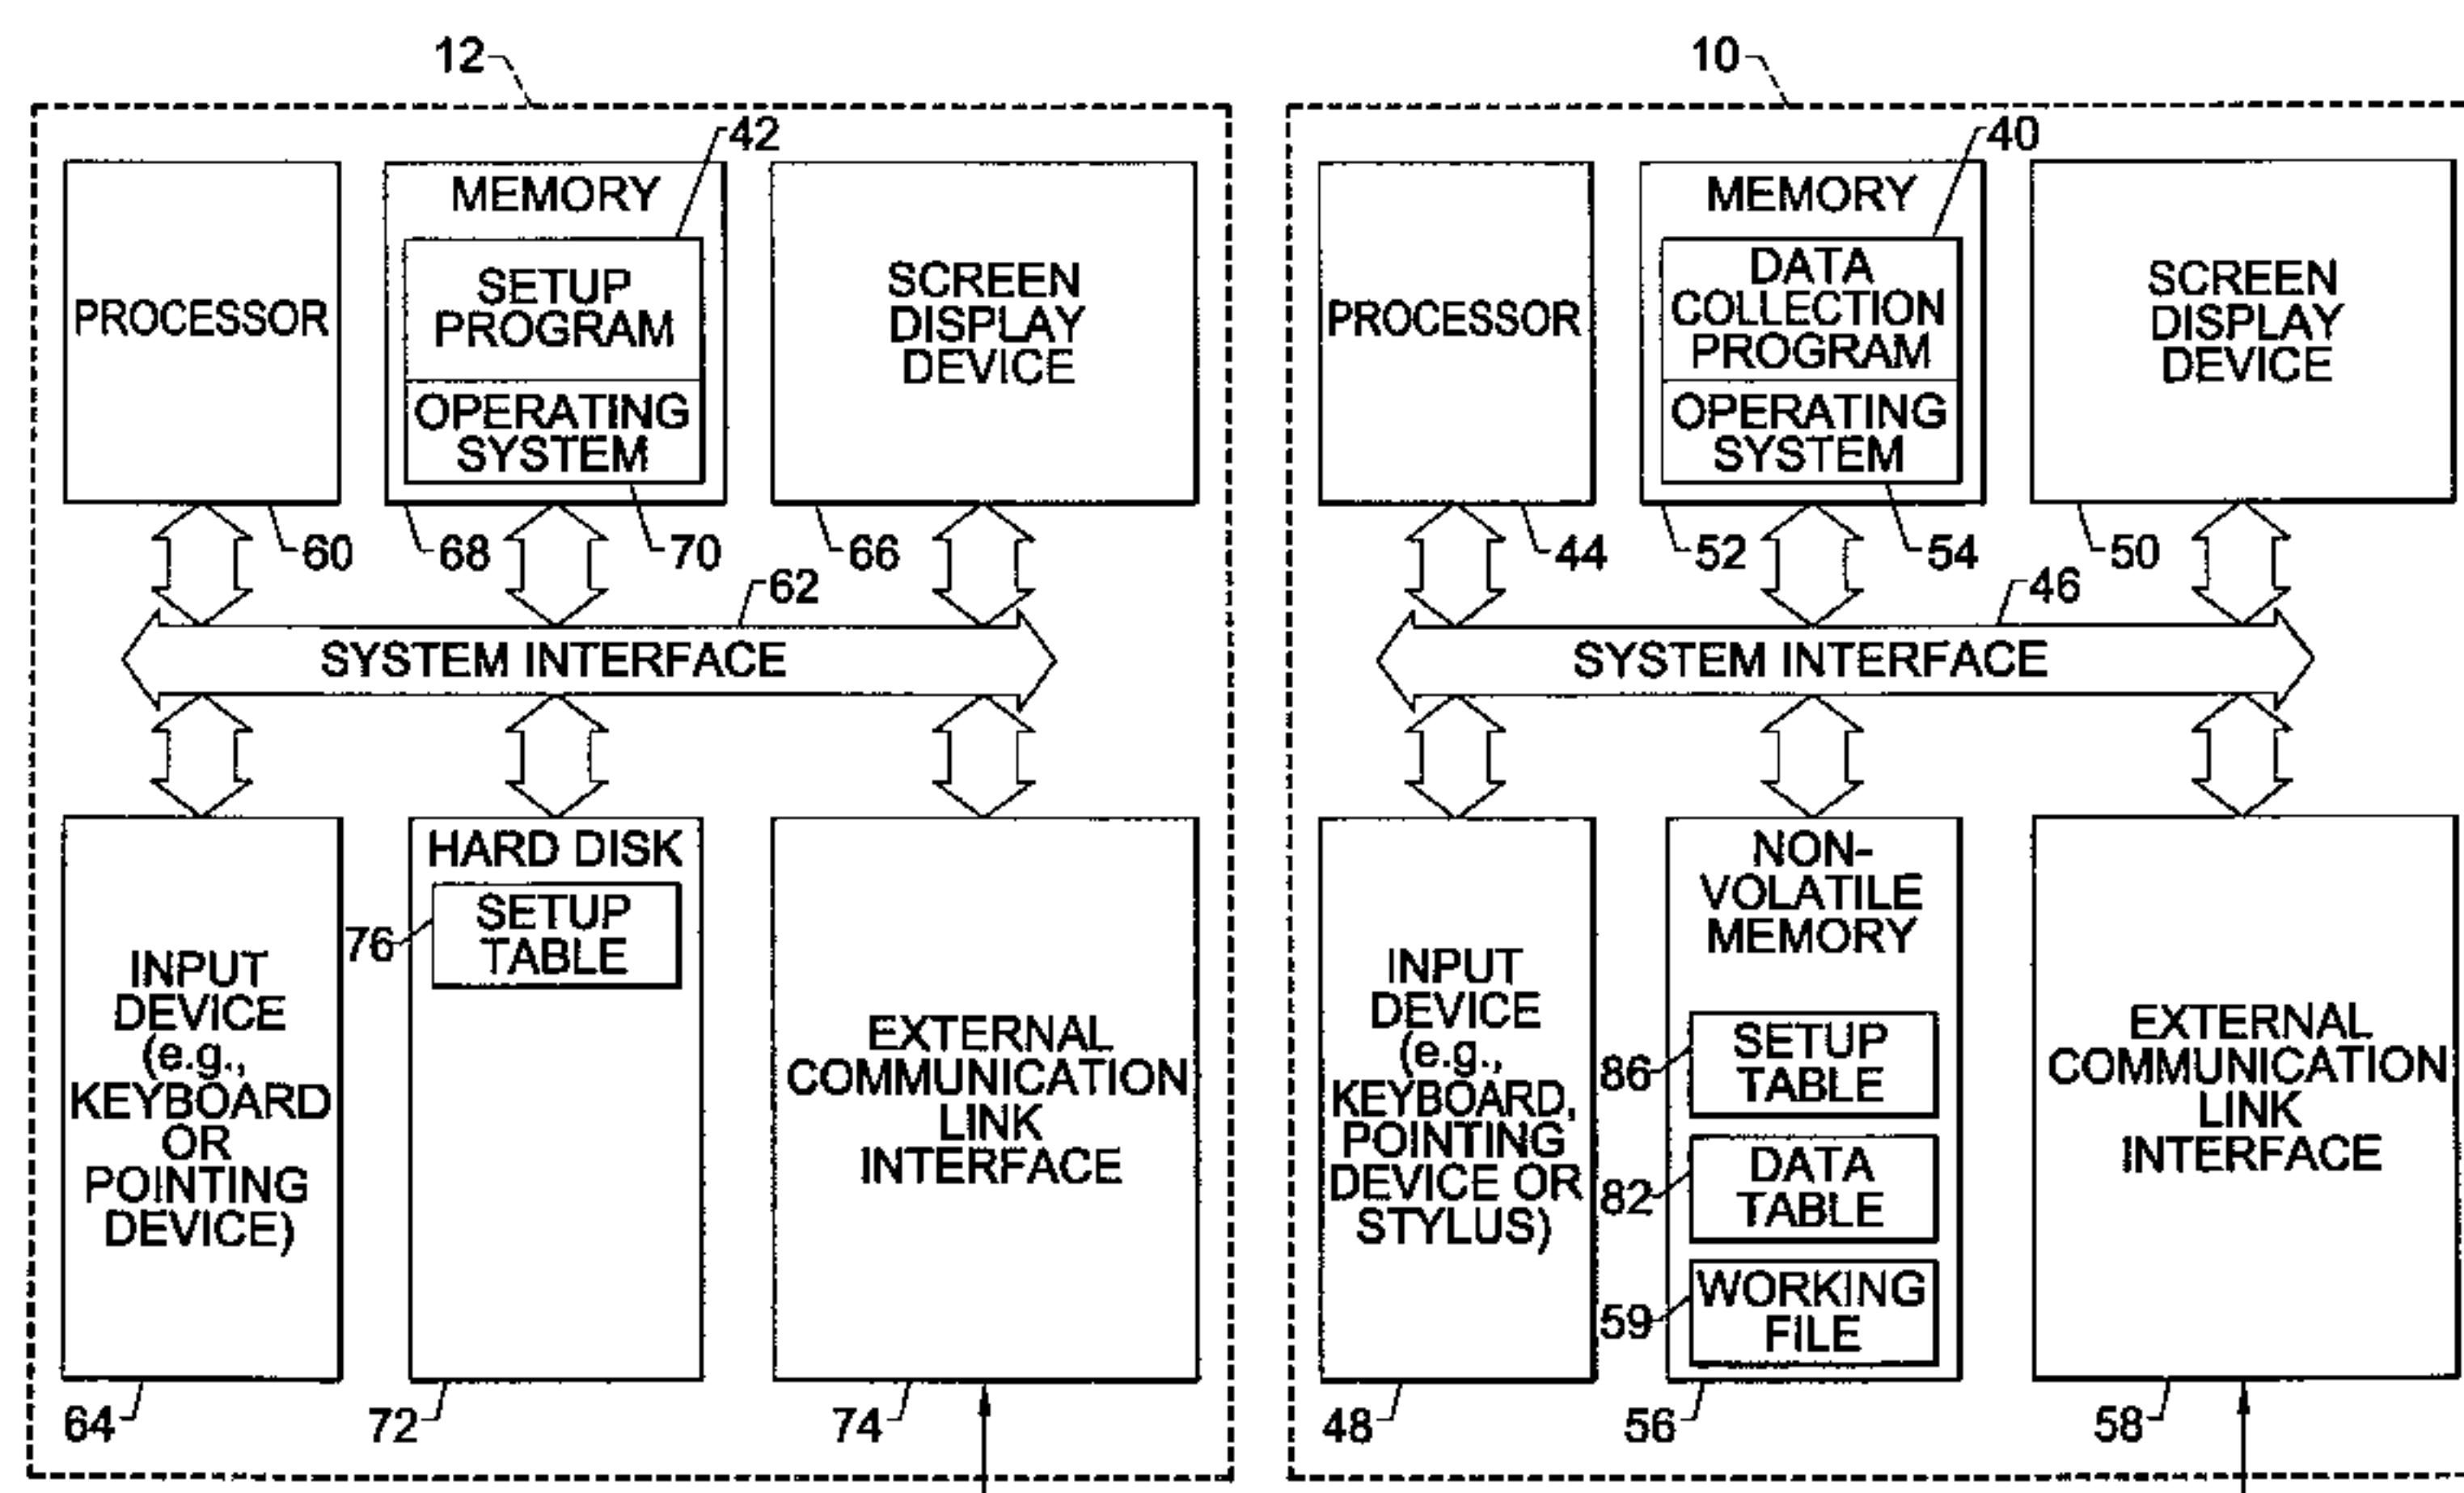 12
10
42
40
PROCESSOR
MEMORY
SETUP
PROGRAM
OPERATING
SYSTEM
SCREEN
DISPLAY
DEVICE
PROCESSOR
MEMORY
DATA
COLLECTION
PROGRAM
OPERATING
SYSTEM
SCREEN
DISPLAY
DEVICE
60
68
70
66
44
52
54
50
62
46
SYSTEM INTERFACE
SYSTEM INTERFACE
INPUT
DEVICE
(e.g.,
KEYBOARD
OR
POINTING
DEVICE)
HARD DISK
76
SETUP
TABLE
EXTERNAL
COMMUNICATION
LINK
INTERFACE
INPUT
DEVICE
(e.g.,
KEYBOARD,
POINTING
DEVICE OR
STYLUS)
NON-
VOLATILE
MEMORY
86
SETUP
TABLE
82
DATA
TABLE
59
WORKING
FILE
EXTERNAL
COMMUNICATION
LINK
INTERFACE
64
72
74
48
56
58